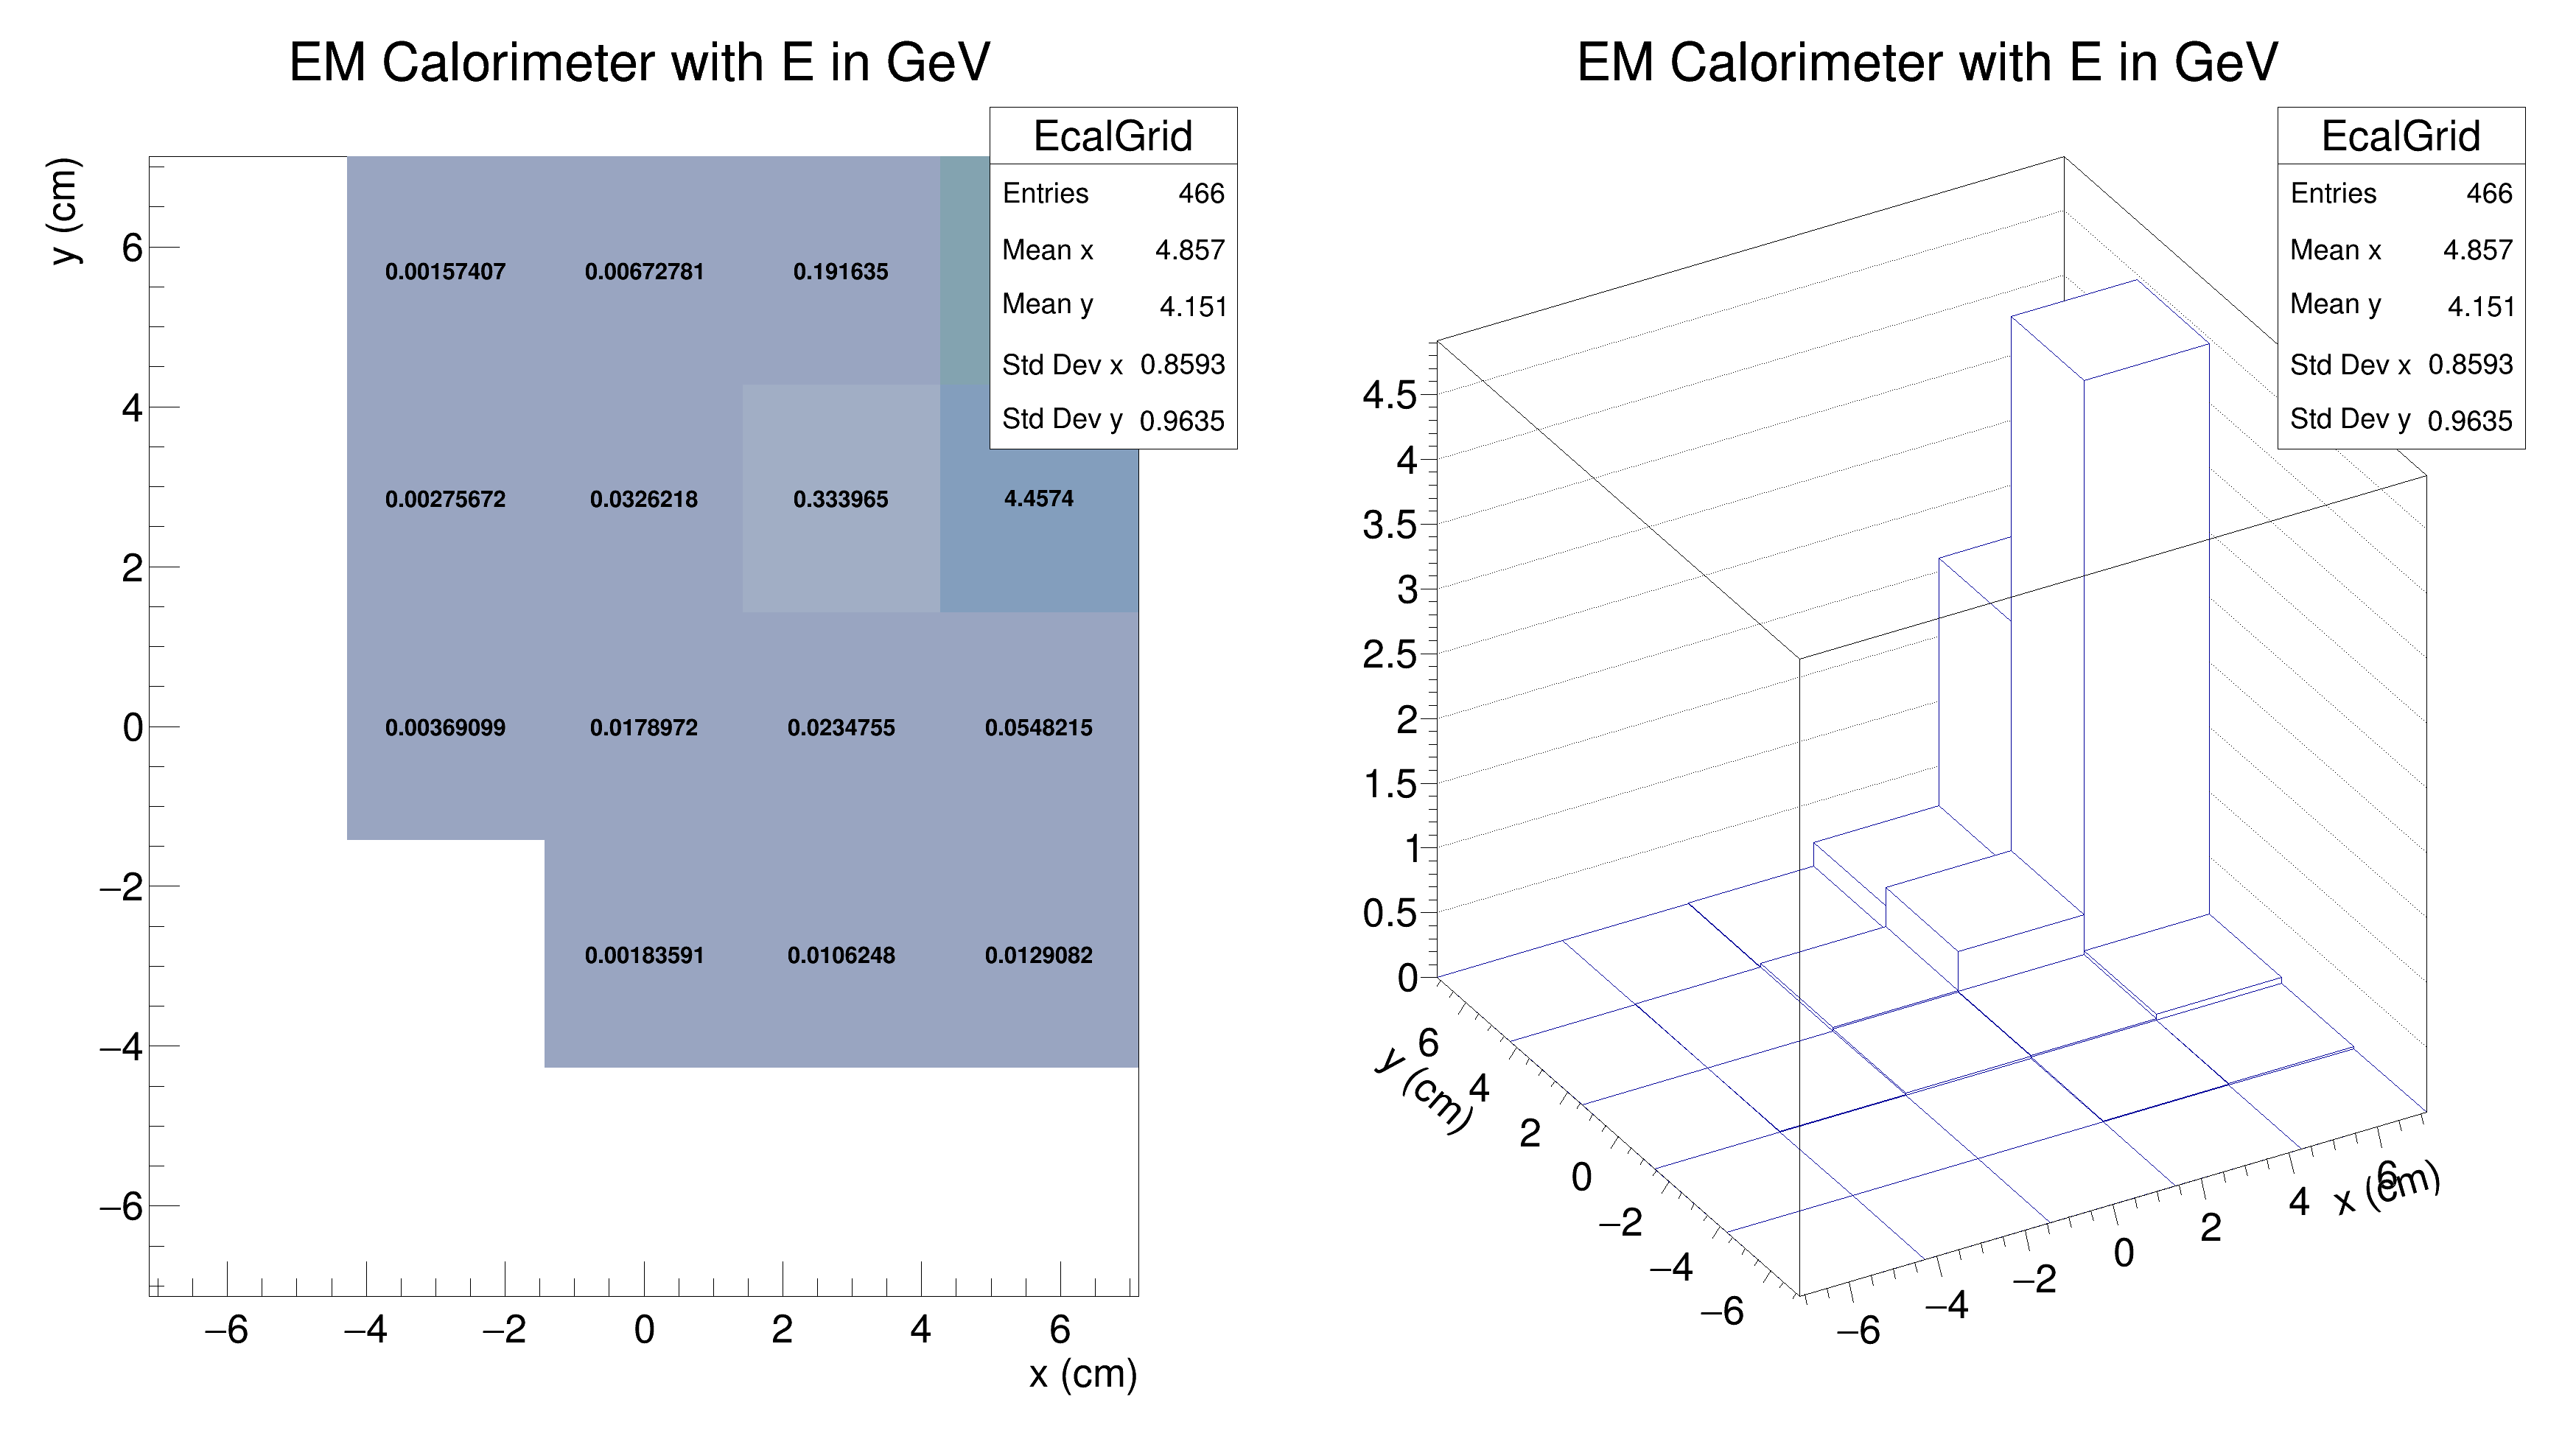 EM Calorimeter with E in GeV
EcalGrid
Entries 466
Mean x 4.857
Mean y 4.151
Std Dev x 0.8593
Std Dev y 0.9635
y (cm)
6
4
2
0
−2
−4
−6
0.00157407 0.00672781 0.191635
0.00275672 0.0326218 0.333965 4.4574
0.00369099 0.0178972 0.0234755 0.0548215
0.00183591 0.0106248 0.0129082
−6 −4 −2 0 2 4 6
x (cm)
EM Calorimeter with E in GeV
EcalGrid
Entries 466
Mean x 4.857
Mean y 4.151
Std Dev x 0.8593
Std Dev y 0.9635
4.5
4
3.5
3
2.5
2
1.5
1
0.5
0
6
4
2
0
−2
−4
−6
y (cm)
−6
−4
−2
0
2
4
6
x (cm)